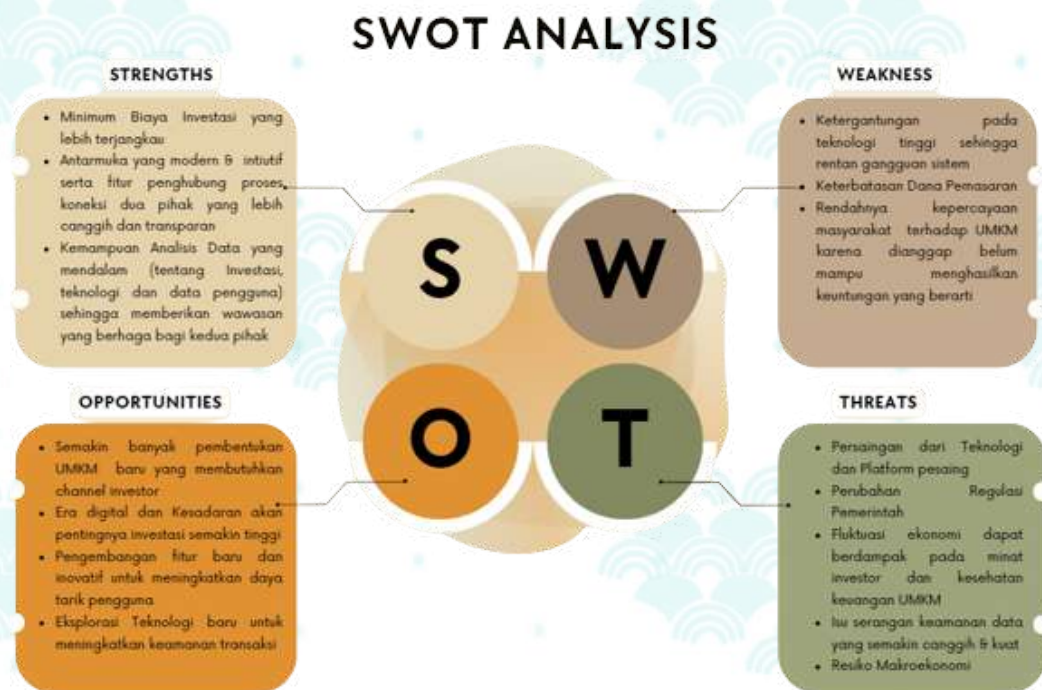 SWOT ANALYSIS
STRENGTHS
• Minimum Biaya Investasi yang
lebih terjangkau
• Antarmuka yang modern & intiutif
serta fitur penghubung proses
koneksi dua pihak yang lebih
canggih dan transparan
• Kemampuan Analisis Data yang
mendalam (tentang Investasi,
teknologi dan data pengguna)
sehingga memberikan wawasan
yang berhaga bagi kedua pihak
WEAKNESS
• Ketergantungan pada
teknologi tinggi sehingga
rentan gangguan sistem
• Keterbatasan Dana Pemasaran
• Rendahnya kepercayaan
masyarakat terhadap UMKM
karena dianggap belum
mampu menghasilkan
keuntungan yang berarti
S
W
O
T
OPPORTUNITIES
• Semakin banyak pembentukan
UMKM baru yang membutuhkan
channel investor
• Era digital dan Kesadaran akan
pentingnya investasi semakin tinggi
• Pengembangan fitur baru dan
inovatif untuk meningkatkan daya
tarik pengguna
• Eksplorasi Teknologi baru untuk
meningkatkan keamanan transaksi
THREATS
• Persaingan dari Teknologi
dan Platform pesaing
• Perubahan Regulasi
Pemerintah
• Fluktuasi ekonomi dapat
berdampak pada minat
investor dan kesehatan
keuangan UMKM
• Isu serangan keamanan data
yang semakin canggih & kuat
• Resiko Makroekonomi